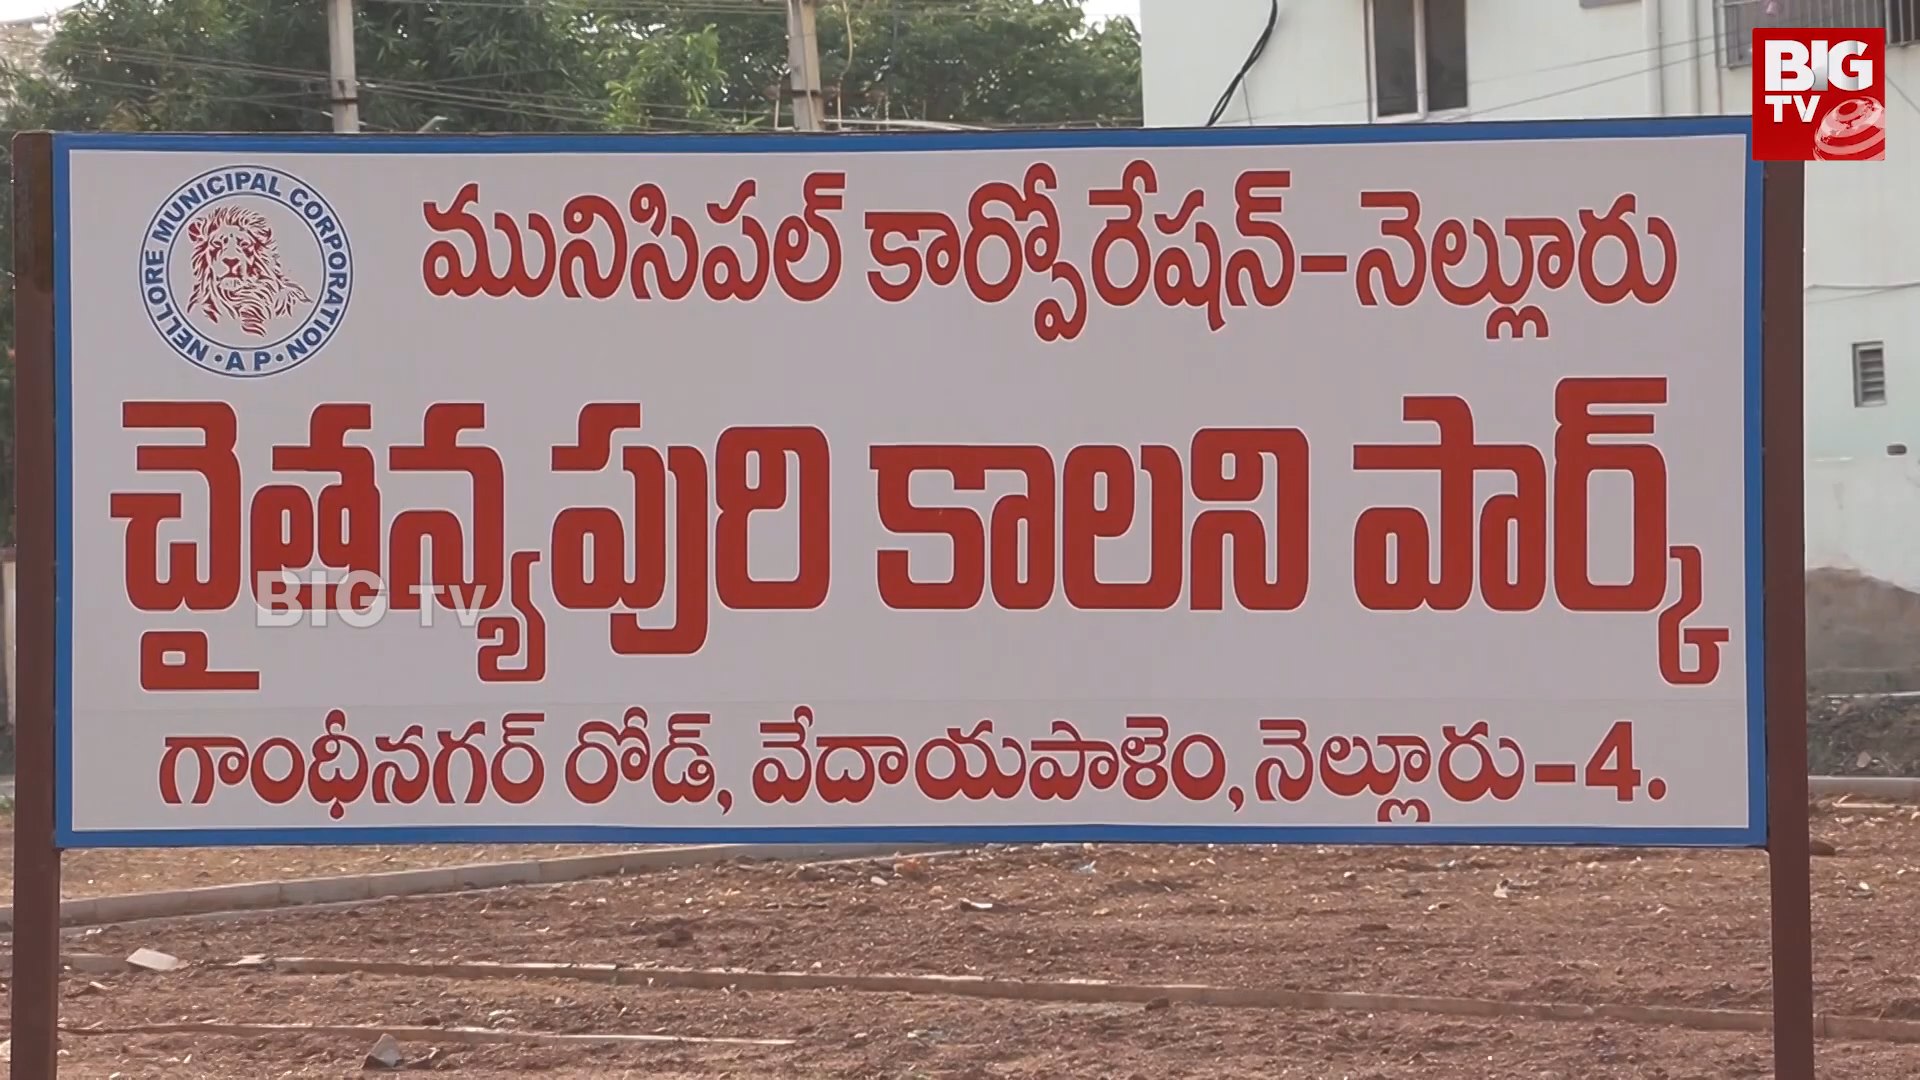 BIG
TV
NELLORE MUNICIPAL CORPORATION
A P
మునిసిపల్ కార్పోరేషన్-నెల్లూరు
చైతన్యపురి కాలని పార్క్
BIG TV
గాంధీనగర్ రోడ్, వేదాయపాళెం, నెల్లూరు-4.